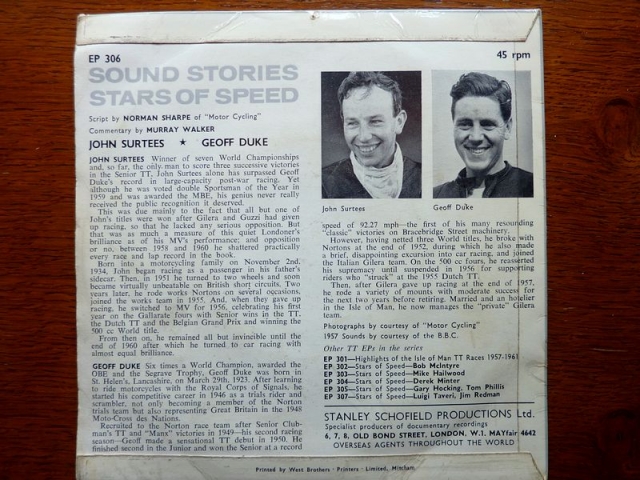 EP 306
45 rpm
SOUND STORIES
STARS OF SPEED
Script by NORMAN SHARPE of "Motor Cycling"
Commentary by MURRAY WALKER
JOHN SURTEES ★ GEOFF DUKE
JOHN SURTEES Winner of seven World Championships
and, so far, the only man to score three successive victories
in the Senior TT, John Surtees alone has surpassed Geoff
Duke's record in large-capacity post-war racing. Yet
although he was voted double Sportsman of the Year in
1959 and was awarded the MBE, his genius never really
received the public recognition it deserved.
This was due mainly to the fact that all but one of
John's titles were won after Gilera and Guzzi had given
up racing, so that he lacked any serious opposition. But
that was as much a measure of this quiet Londoner's
brilliance as of his MV's performance; and opposition
or no, between 1958 and 1960 he shattered practically
every race and lap record in the book.
Born into a motorcycling family on November 2nd,
1934, John began racing as a passenger in his father's
sidecar. Then, in 1951 he turned to two wheels and soon
became virtually unbeatable on British short circuits. Two
years later, he rode works Nortons on several occasions,
joined the works team in 1955. And, when they gave up
racing, he switched to MV for 1956, celebrating his first
year on the Gallarate fours with Senior wins in the TT,
the Dutch TT and the Belgian Grand Prix and winning the
500 cc World title.
From then on, he remained all but invincible until the
end of 1960 when he turned to car racing with
almost equal brilliance.
GEOFF DUKE Six times a World Champion, awarded the
OBE and the Segrave Trophy, Geoff Duke was born in
St. Helen's, Lancashire, on March 29th, 1923. After learning
to ride motorcycles with the Royal Corps of Signals, he
started his competitive career in 1946 as a trials rider and
scrambler, not only becoming a member of the Norton
trials team but also representing Great Britain in the 1948
Moto-Cross des Nations.
Recruited to the Norton race team after Senior Club-
man's TT and "Manx" victories in 1949—his second racing
season—Geoff made a sensational TT debut in 1950. He
finished second in the Junior and won the Senior at a record
John Surtees
Geoff Duke
speed of 92.27 mph—the first of his many resounding
"classic" victories on Bracebridge Street machinery.
However, having netted three World titles, he broke with
Nortons at the end of 1952, during which he also made
a brief, disappointing excursion into car racing, and joined
the Italian Gilera team. On the 500 cc fours, he reasserted
his supremacy until suspended in 1956 for supporting
riders who "struck" at the 1955 Dutch TT.
Then, after Gilera gave up racing at the end of 1957,
he rode a variety of mounts with moderate success for
the next two years before retiring. Married and an hotelier
in the Isle of Man, he now manages the "private" Gilera
team.
Photographs by courtesy of "Motor Cycling"
1957 Sounds by courtesy of the B.B.C.
Other TT EPs in the series
EP 301—Highlights of the Isle of Man TT Races 1957-1961
EP 302—Stars of Speed—Bob McIntyre
EP 303—Stars of Speed—Mike Hailwood
EP 304—Stars of Speed—Derek Minter
EP 305—Stars of Speed—Gary Hocking, Tom Phillis
EP 307—Stars of Speed—Luigi Taveri, Jim Redman
STANLEY SCHOFIELD PRODUCTIONS Ltd.
Specialist producers of documentary recordings
6, 7, 8, OLD BOND STREET, LONDON, W.1. MAYfair 4642
OVERSEAS AGENTS THROUGHOUT THE WORLD
Printed by West Brothers · Printers · Limited, Mitcham.